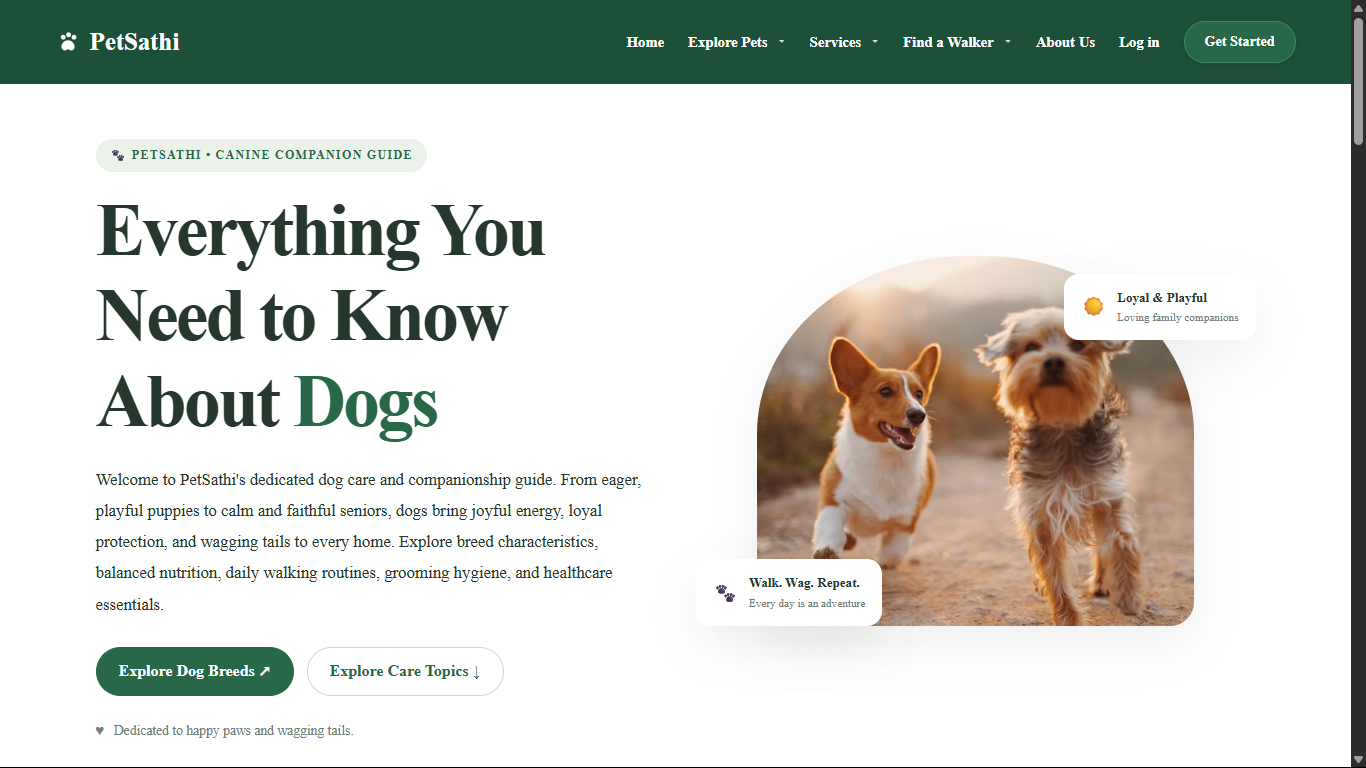 PetSathi
Home
Explore Pets
Services
Find a Walker
About Us
Log in
Get Started
PETSATHI • CANINE COMPANION GUIDE
Everything You
Need to Know
About Dogs
Welcome to PetSathi's dedicated dog care and companionship guide. From eager,
playful puppies to calm and faithful seniors, dogs bring joyful energy, loyal
protection, and wagging tails to every home. Explore breed characteristics,
balanced nutrition, daily walking routines, grooming hygiene, and healthcare
essentials.
Explore Dog Breeds ↗
Explore Care Topics ↓
♥ Dedicated to happy paws and wagging tails.
Loyal & Playful
Loving family companions
Walk. Wag. Repeat.
Every day is an adventure